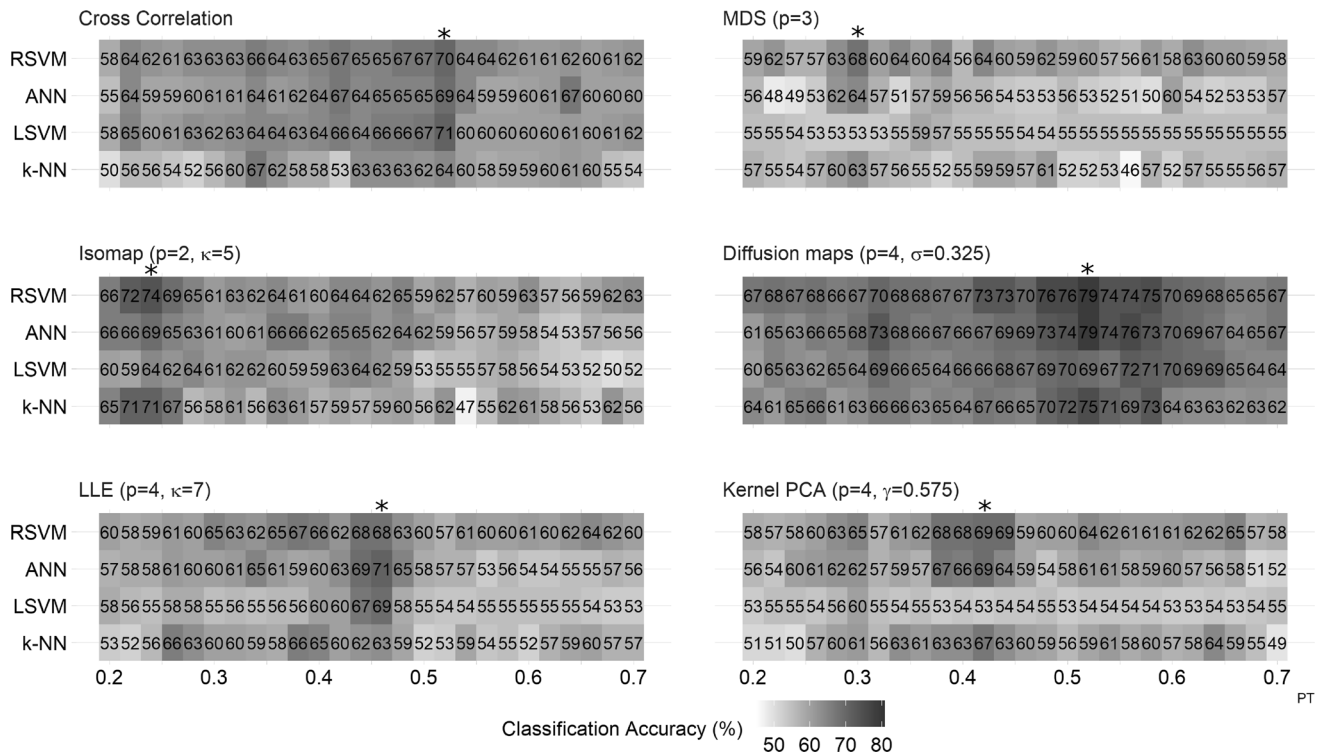 Cross Correlation
*
RSVM 58 64 62 61 63 63 63 66 64 63 65 67 65 65 67 67 70 64 64 62 61 61 62 60 61 62
ANN 55 64 59 59 60 61 61 64 61 62 64 67 64 65 65 65 69 64 59 59 60 61 67 60 60 60
LSVM 58 65 60 61 63 62 63 64 64 63 64 66 64 66 66 67 71 60 60 60 60 60 61 60 61 62
k-NN 50 56 56 54 52 56 60 67 62 58 58 53 63 63 63 62 64 60 58 59 59 60 61 60 55 54
MDS (p=3)
*
59 62 57 57 63 68 60 64 60 64 56 64 60 59 62 59 60 57 56 61 58 63 60 60 59 58
56 48 49 53 62 64 57 51 57 59 56 56 54 53 53 56 53 52 51 50 60 54 52 53 53 57
55 55 54 53 53 53 53 55 59 57 55 55 55 54 54 55 55 55 55 55 55 55 55 55 55 55
57 55 54 57 60 63 57 56 55 52 55 59 59 57 61 52 52 53 46 57 52 57 55 55 56 57
Isomap (p=2, κ=5)
*
RSVM 66 72 74 69 65 61 63 62 64 61 60 64 64 62 65 59 62 57 60 59 63 57 56 59 62 63
ANN 66 66 69 65 63 61 60 61 66 66 62 65 65 62 64 62 59 56 57 59 58 54 53 57 56 56
LSVM 60 59 64 62 64 61 62 62 60 59 59 63 64 62 59 53 55 55 57 58 56 54 53 52 50 52
k-NN 65 71 71 67 56 58 61 56 63 61 57 59 57 59 60 56 62 47 55 62 61 58 56 53 62 56
Diffusion maps (p=4, σ=0.325)
*
67 68 67 68 66 67 70 68 68 67 68 67 73 73 70 76 76 79 74 74 75 70 69 68 65 65 67
61 65 63 66 65 68 73 68 66 67 66 67 69 69 73 74 79 74 76 73 70 69 67 64 65 67
60 65 63 62 65 64 69 66 65 64 66 66 68 67 69 70 69 67 72 71 70 69 69 65 64 64
64 61 65 66 61 63 66 66 63 65 64 67 66 65 70 72 75 71 69 73 64 63 63 62 63 62
LLE (p=4, κ=7)
*
RSVM 60 58 59 61 60 65 63 62 65 67 66 62 68 68 63 60 57 61 60 60 61 60 62 64 62 60
ANN 57 58 58 61 60 60 61 65 61 59 60 63 69 71 65 58 57 57 53 56 54 54 55 55 57 56
LSVM 58 56 55 58 58 55 56 55 56 56 60 60 67 69 58 55 54 54 55 55 55 55 55 54 53 53
k-NN 53 52 56 66 63 60 60 59 58 66 65 60 62 63 59 52 53 59 54 55 52 57 59 60 57 57
0.2 0.3 0.4 0.5 0.6 0.7
Kernel PCA (p=4, γ=0.575)
*
58 57 58 60 63 65 57 61 62 68 68 69 69 59 60 60 64 62 61 61 61 62 62 65 57 58
56 54 60 61 62 62 57 59 57 67 66 69 64 59 54 58 61 61 58 59 60 57 56 58 51 52
53 55 55 54 56 60 55 54 55 53 54 53 54 55 54 55 54 55 54 54 53 54 53 54 54 55
51 51 50 57 60 61 56 63 61 63 63 67 63 60 59 56 59 61 58 60 57 58 64 59 55 49
0.2 0.3 0.4 0.5 0.6 0.7
PT
Classification Accuracy (%)
50 60 70 80